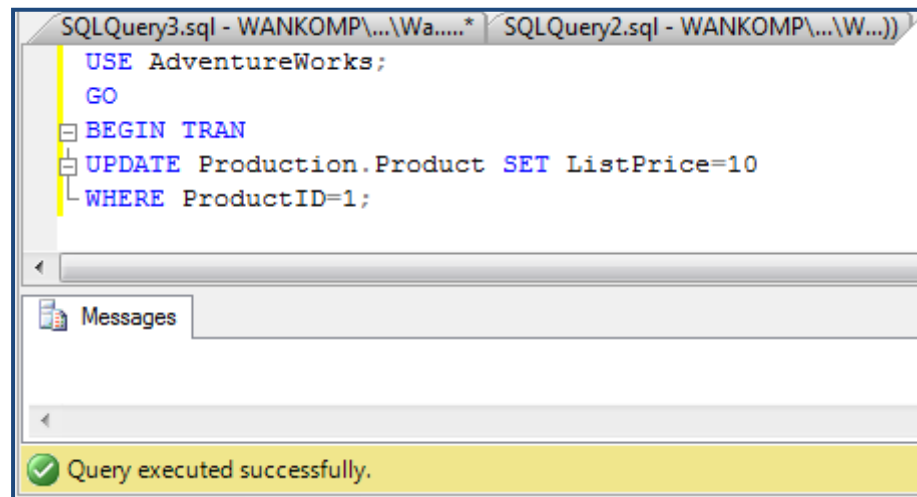 SQLQuery3.sql - WANKOMP\...\Wa.....* SQLQuery2.sql - WANKOMP\...\W...))
USE AdventureWorks;
GO
BEGIN TRAN
UPDATE Production.Product SET ListPrice=10
WHERE ProductID=1;
Messages
Query executed successfully.